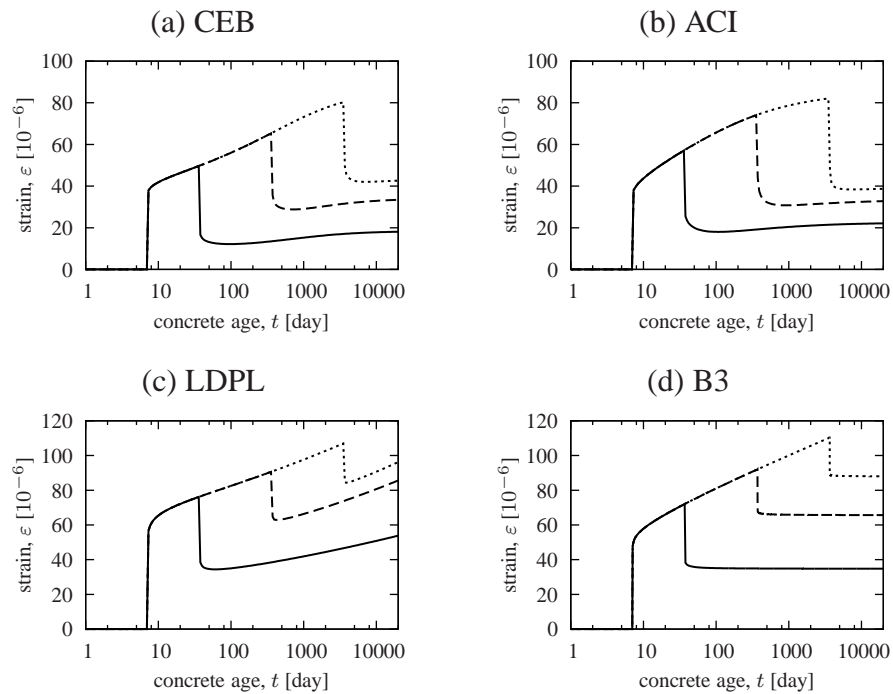 (a) CEB
(b) ACI
100
80
60
40
20
0
strain, ε [10−6]
1 10 100 1000 10000
concrete age, t [day]
100
80
60
40
20
0
strain, ε [10−6]
1 10 100 1000 10000
concrete age, t [day]
(c) LDPL
(d) B3
120
100
80
60
40
20
0
strain, ε [10−6]
1 10 100 1000 10000
concrete age, t [day]
120
100
80
60
40
20
0
strain, ε [10−6]
1 10 100 1000 10000
concrete age, t [day]